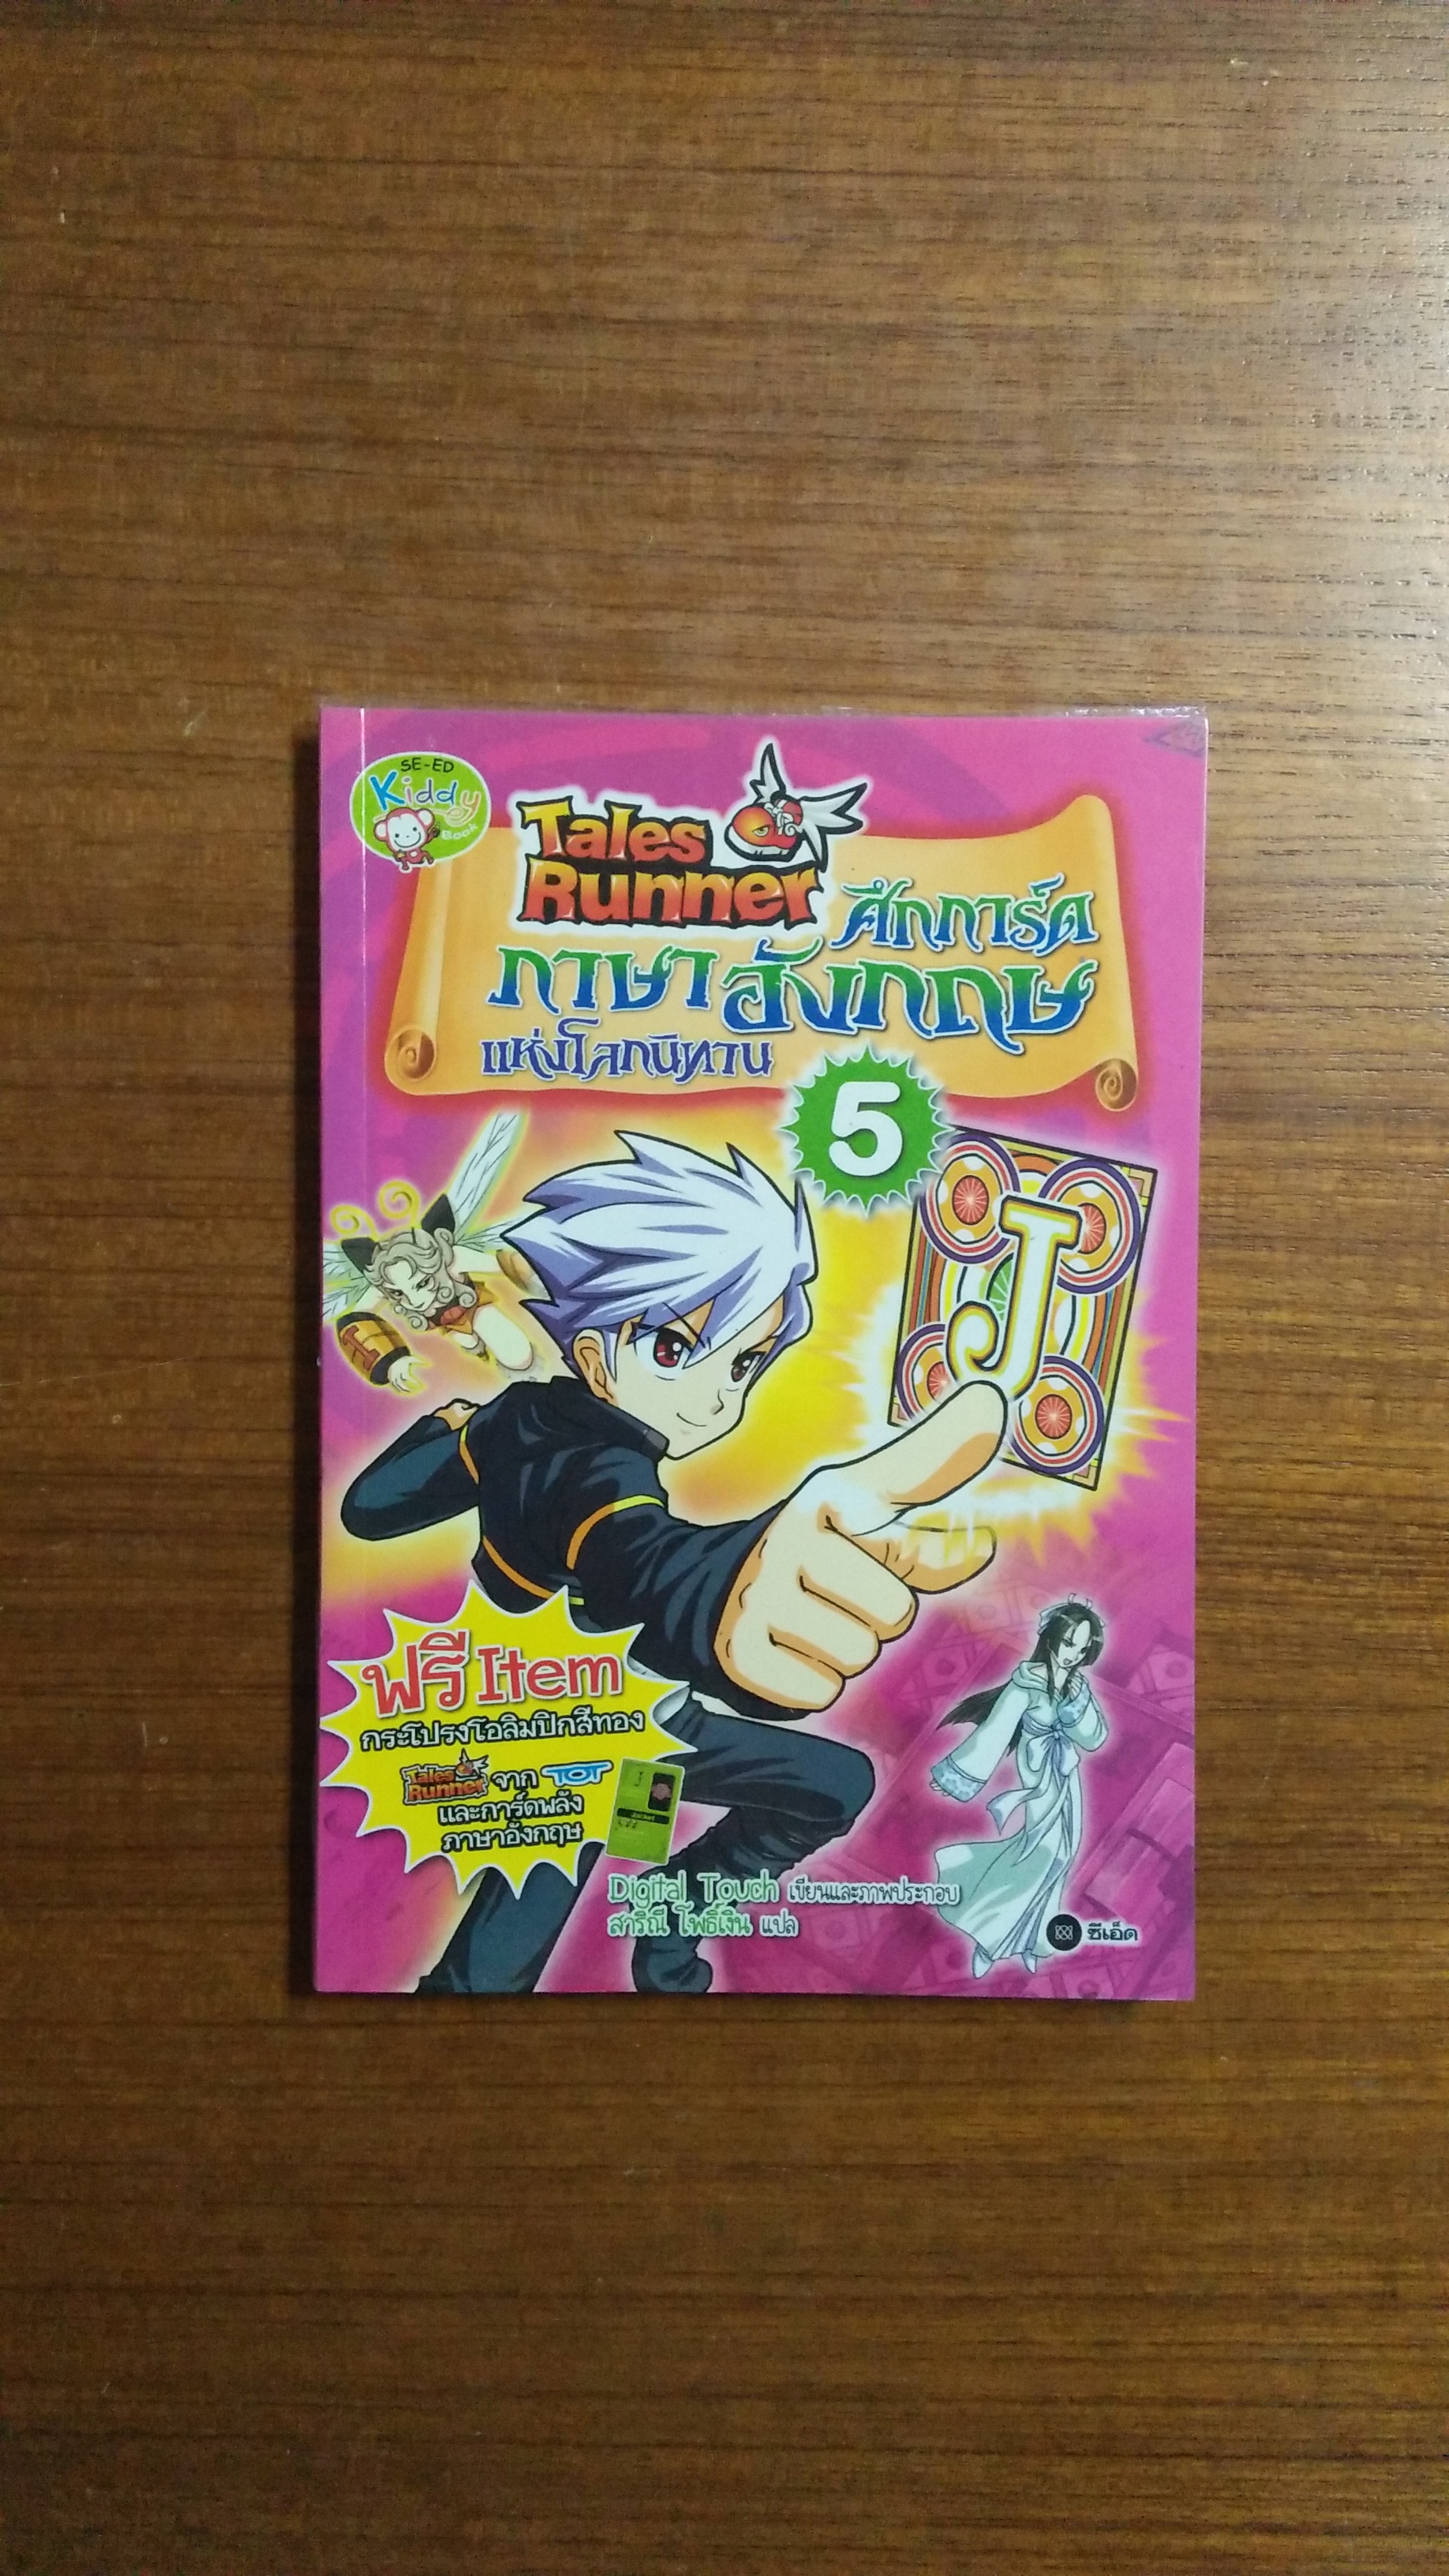 SE-ED
Kiddy
Book
Tales
Runner
ศึกการ์ด
ภาษาอังกฤษ
แห่งโลกนิทาน
5
J
I
ฟรี Item
กระโปรงโอลิมปิกสีทอง
Tales Runner จาก TOT
และการ์ดพลัง
ภาษาอังกฤษ
J
Jacket
Digital Touch เขียนและภาพประกอบ
สาริณี โพธิ์เงิน แปล
ซีเอ็ด